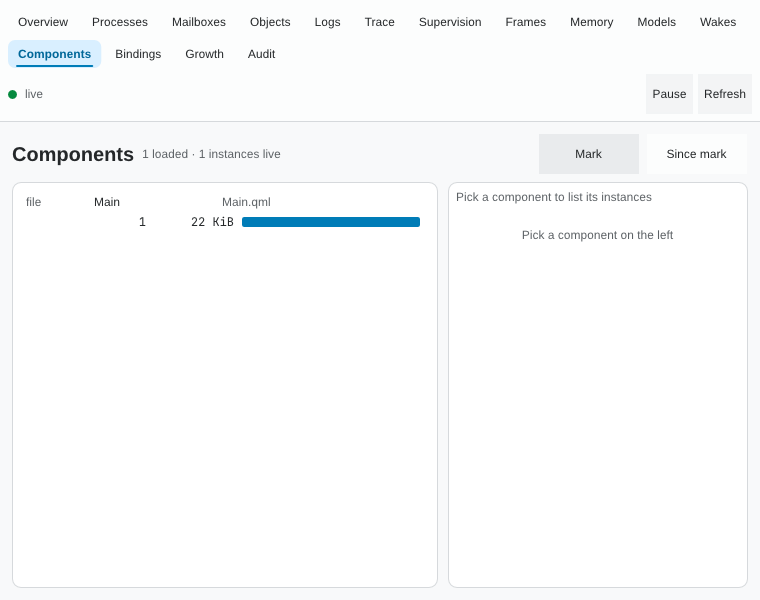 Overview Processes Mailboxes Objects Logs Trace Supervision Frames Memory Models Wakes
Components Bindings Growth Audit
live Pause Refresh
Components 1 loaded · 1 instances live Mark Since mark
file Main Main.qml
1 22 KiB
Pick a component to list its instances
Pick a component on the left